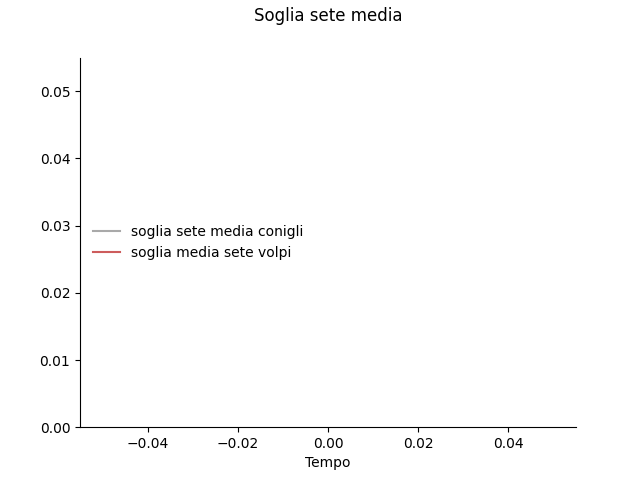 Soglia sete media
0.05
0.04
0.03
soglia sete media conigli
soglia media sete volpi
0.02
0.01
0.00
−0.04 −0.02 0.00 0.02 0.04
Tempo